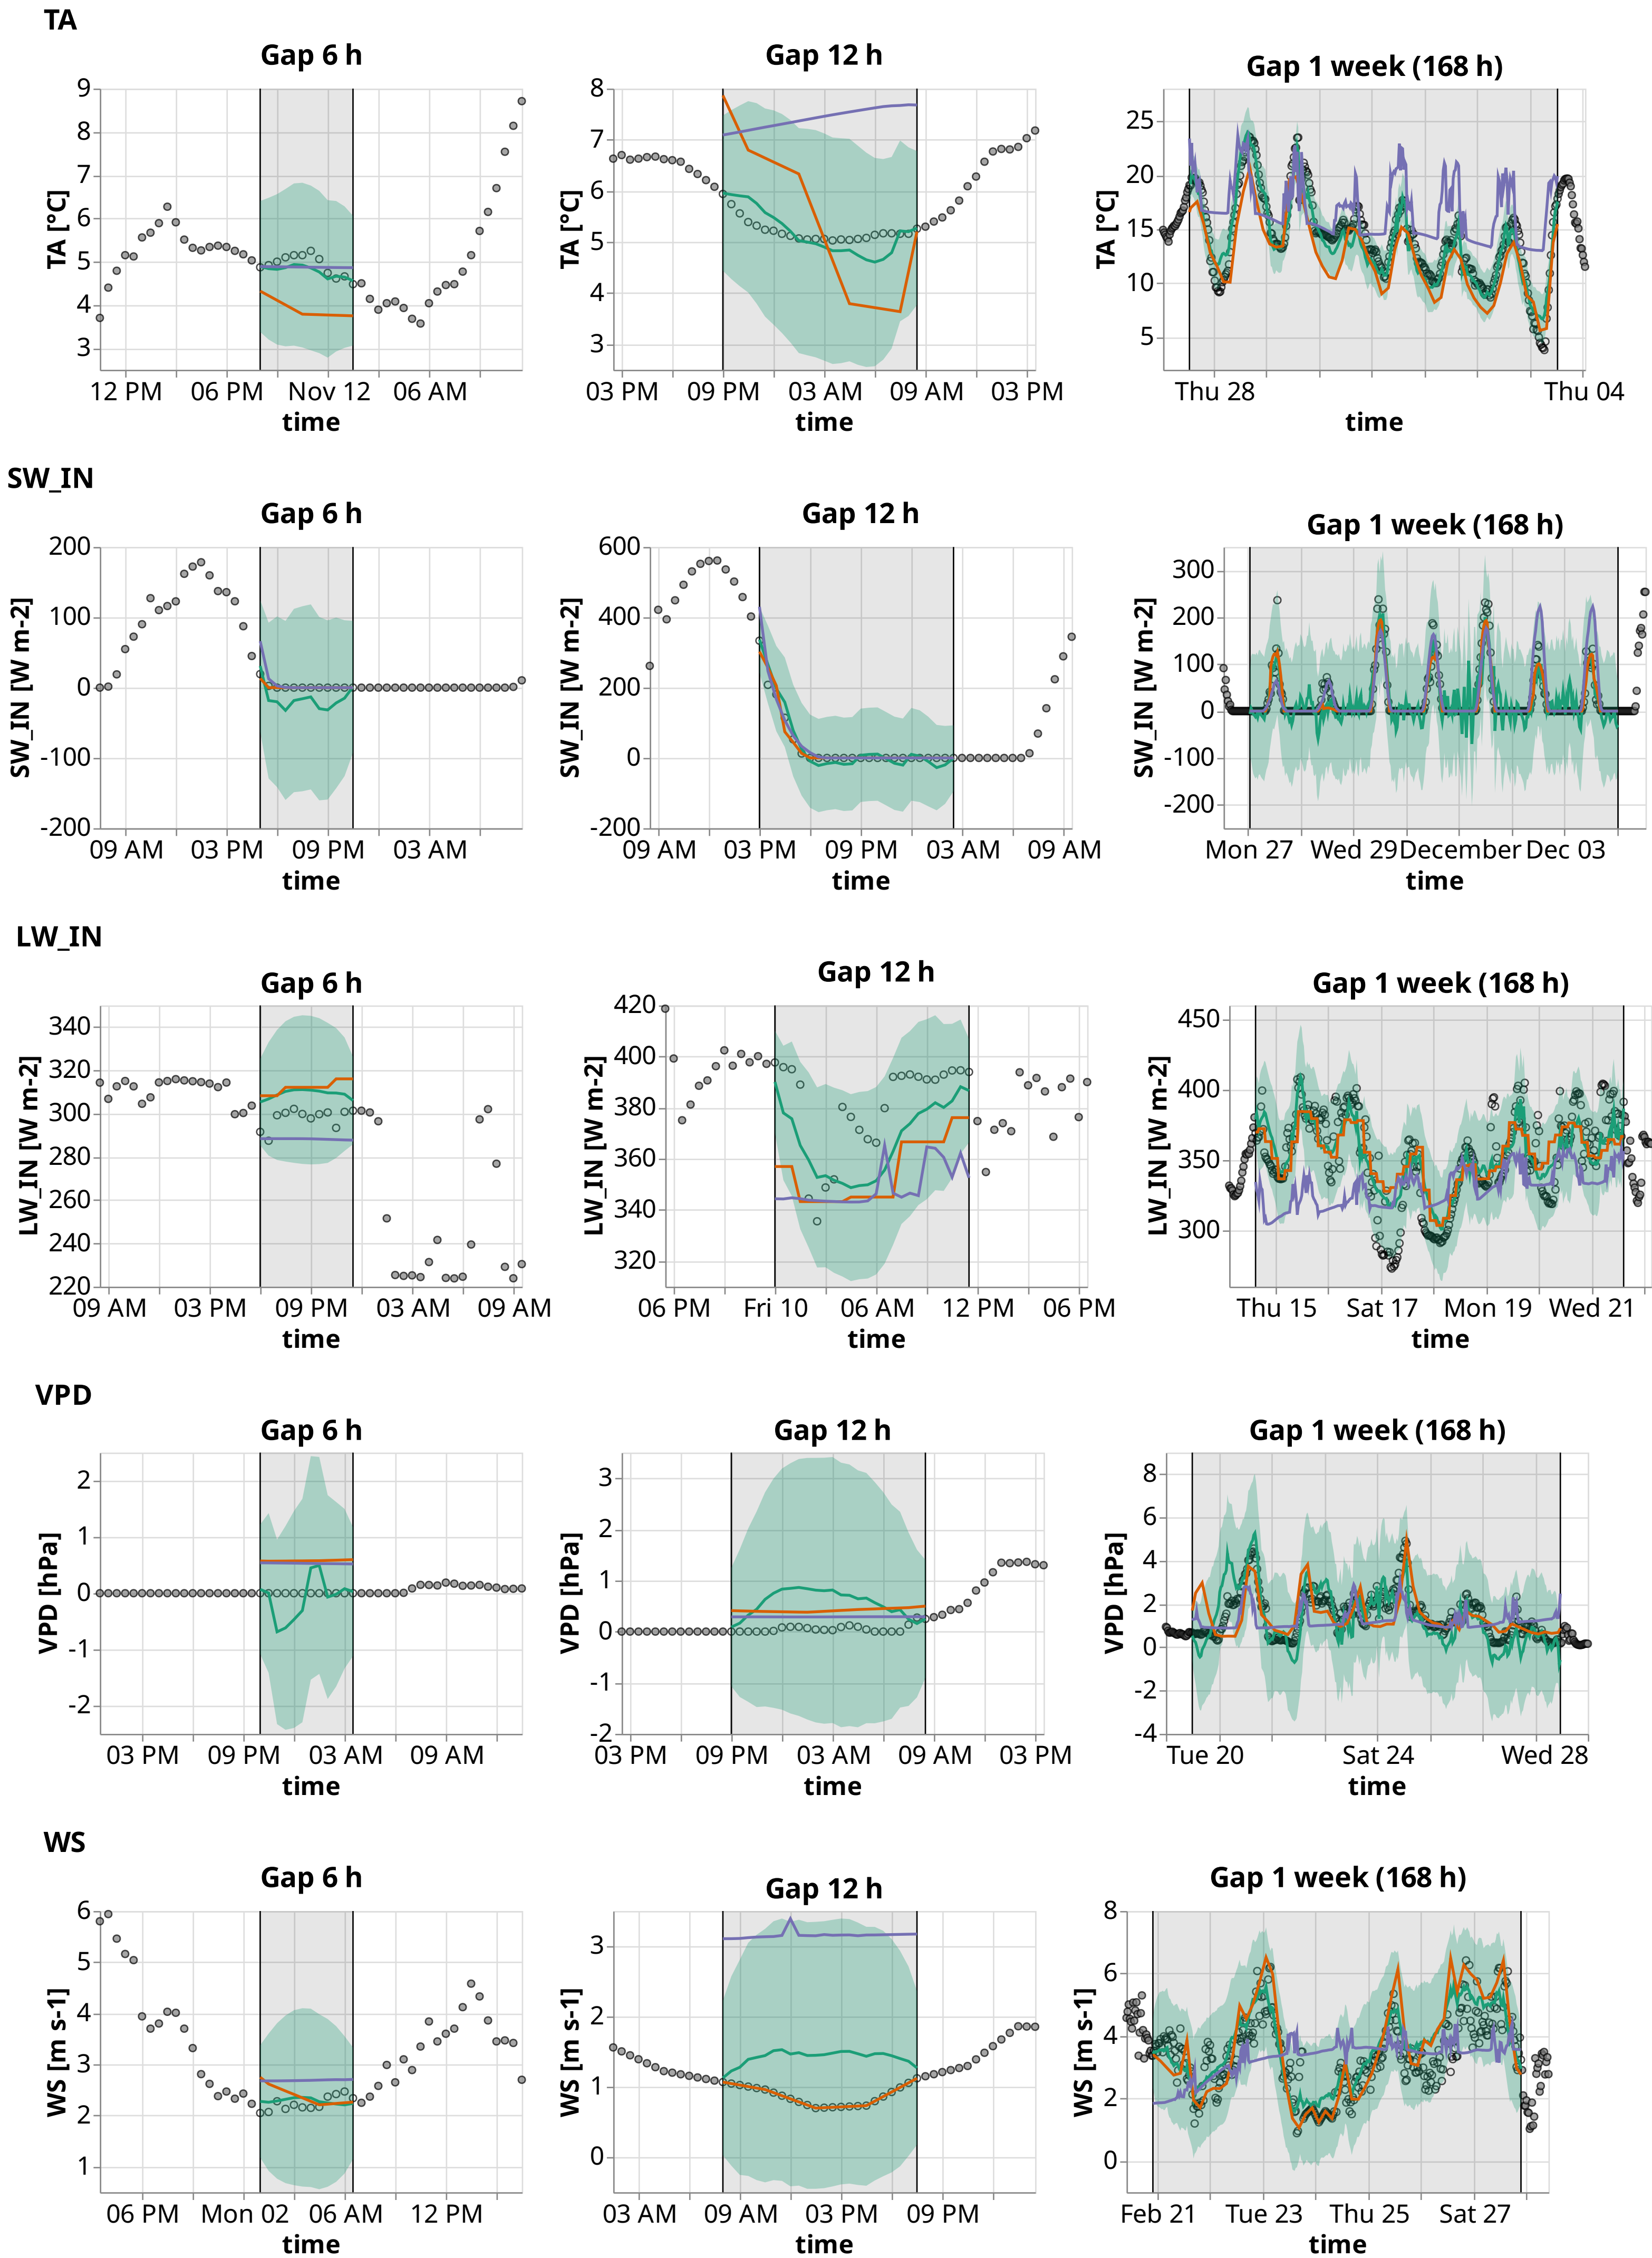 TA
Gap 6 h
Gap 12 h
Gap 1 week (168 h)
TA [°C]
9
8
7
6
5
4
3
12 PM
06 PM
Nov 12
06 AM
time
TA [°C]
8
7
6
5
4
3
03 PM
09 PM
03 AM
09 AM
03 PM
time
TA [°C]
25
20
15
10
5
Thu 28
Thu 04
time
SW_IN
Gap 6 h
Gap 12 h
Gap 1 week (168 h)
SW_IN [W m-2]
200
100
0
-100
-200
09 AM
03 PM
09 PM
03 AM
time
SW_IN [W m-2]
600
400
200
0
-200
09 AM
03 PM
09 PM
03 AM
09 AM
time
SW_IN [W m-2]
300
200
100
0
-100
-200
Mon 27
Wed 29
December
Dec 03
time
LW_IN
Gap 6 h
Gap 12 h
Gap 1 week (168 h)
LW_IN [W m-2]
340
320
300
280
260
240
220
09 AM
03 PM
09 PM
03 AM
09 AM
time
LW_IN [W m-2]
420
400
380
360
340
320
06 PM
Fri 10
06 AM
12 PM
06 PM
time
LW_IN [W m-2]
450
400
350
300
Thu 15
Sat 17
Mon 19
Wed 21
time
VPD
Gap 6 h
Gap 12 h
Gap 1 week (168 h)
VPD [hPa]
2
1
0
-1
-2
03 PM
09 PM
03 AM
09 AM
time
VPD [hPa]
3
2
1
0
-1
-2
03 PM
09 PM
03 AM
09 AM
03 PM
time
VPD [hPa]
8
6
4
2
0
-2
-4
Tue 20
Sat 24
Wed 28
time
WS
Gap 6 h
Gap 12 h
Gap 1 week (168 h)
WS [m s-1]
6
5
4
3
2
1
06 PM
Mon 02
06 AM
12 PM
time
WS [m s-1]
3
2
1
0
03 AM
09 AM
03 PM
09 PM
time
WS [m s-1]
8
6
4
2
0
Feb 21
Tue 23
Thu 25
Sat 27
time